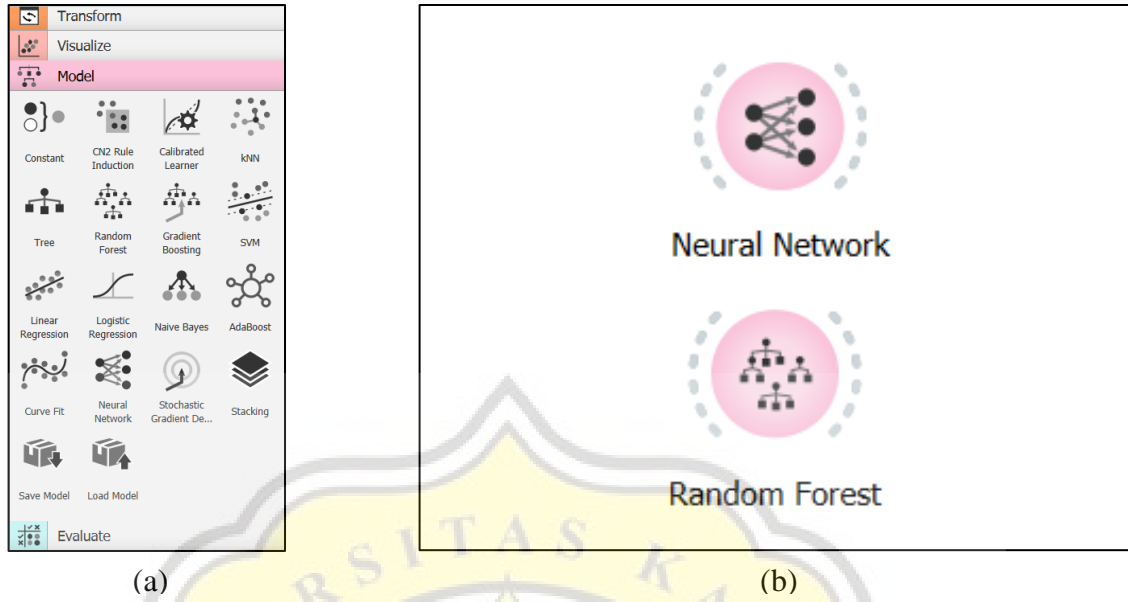 Transform
Visualize
Model
Constant
CN2 Rule
Induction
Calibrated
Learner
kNN
Tree
Random
Forest
Gradient
Boosting
SVM
Linear
Regression
Logistic
Regression
Naive Bayes
AdaBoost
Curve Fit
Neural
Network
Stochastic
Gradient De...
Stacking
Save Model
Load Model
Evaluate
(a)
Neural Network
Random Forest
(b)